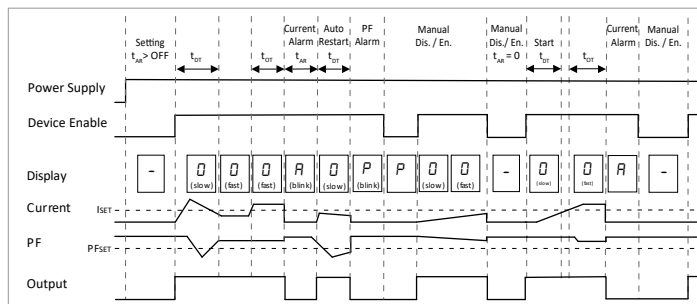 Current Auto PF Manual Manual Start Current Manual
Setting Alarm Restart Alarm Dis. / En. Dis./ En. Alarm Dis. / En.
tAR> OFF tDT tOT tAR tDT tAR = 0 tDT tOT
Power Supply
Device Enable
Display - 0 0 0 A 0 P P 0 0 - 0 0 A -
(slow) (fast) (fast) (blink) (slow) (blink) (slow) (fast) (slow) (fast)
Current ISET
PF PFSET
Output